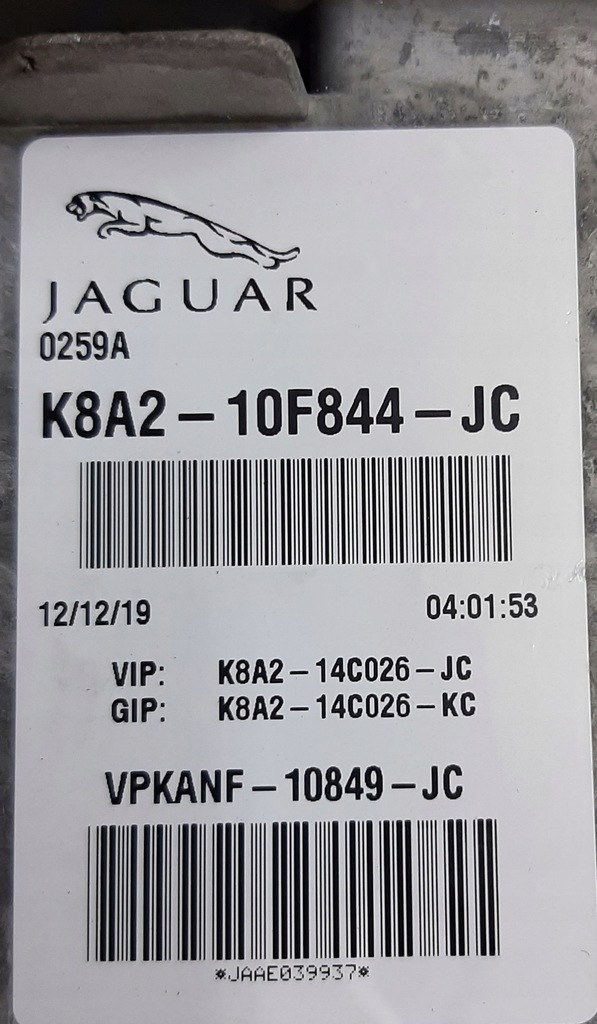 JAGUAR
0259A
K8A2-10F844-JC
12/12/19 04:01:53
VIP: K8A2-14C026-JC
GIP: K8A2-14C026-KC
VPKANF-10849-JC
*JAAE039937*